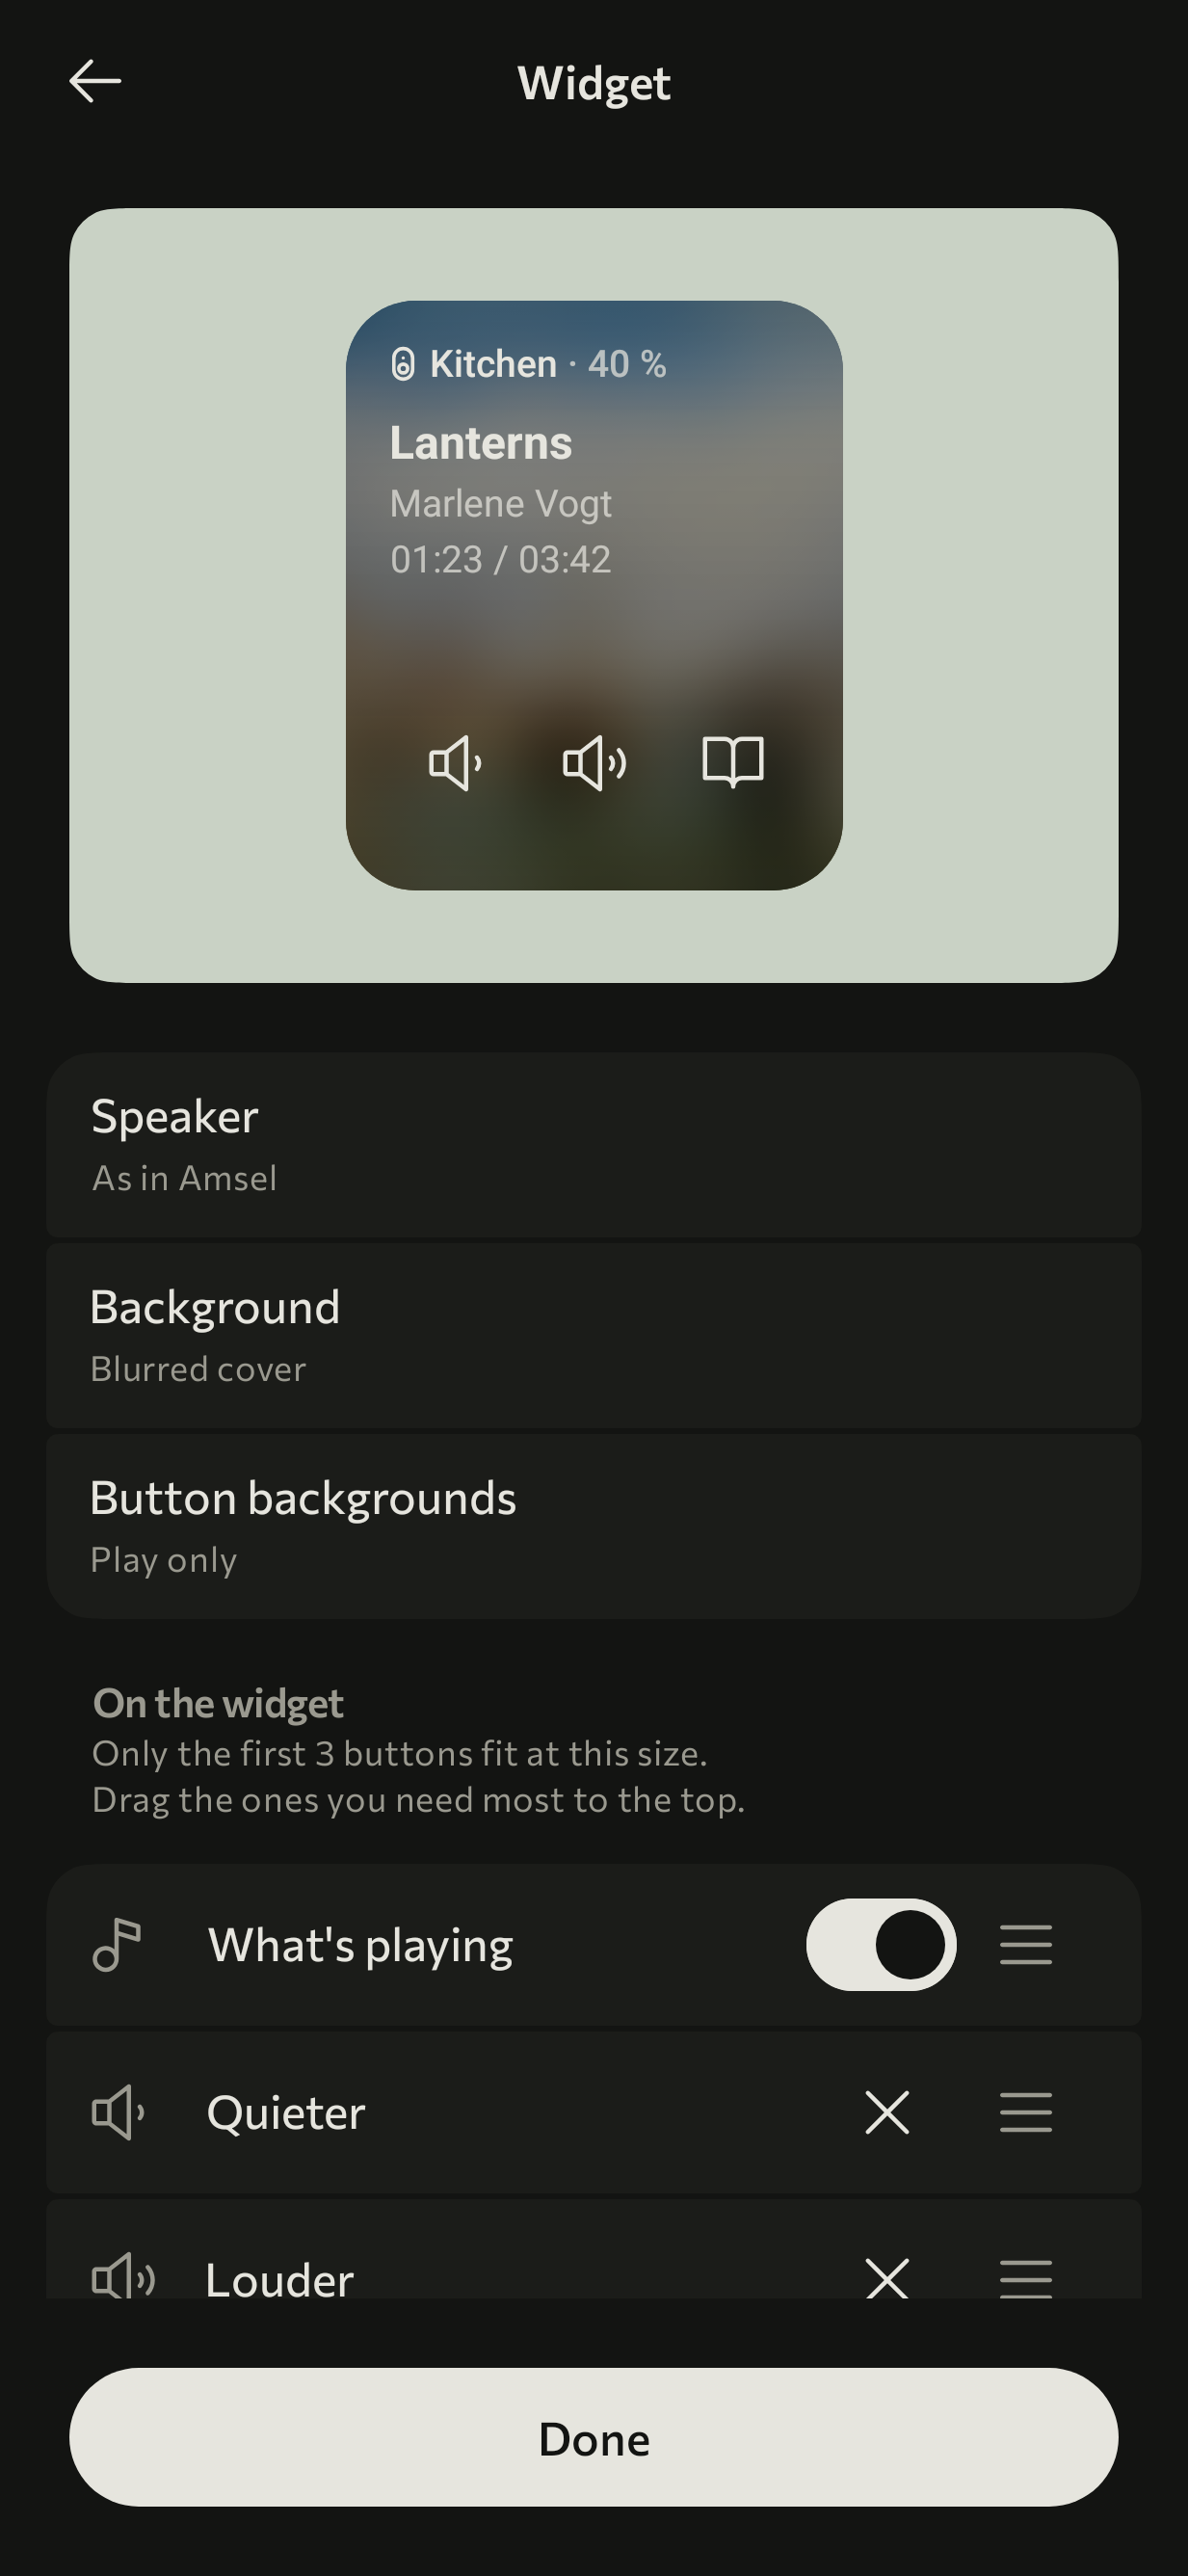 Widget
Kitchen · 40 %
Lanterns
Marlene Vogt
01:23 / 03:42
Speaker
As in Amsel
Background
Blurred cover
Button backgrounds
Play only
On the widget
Only the first 3 buttons fit at this size.
Drag the ones you need most to the top.
What's playing
Quieter
Louder
Done